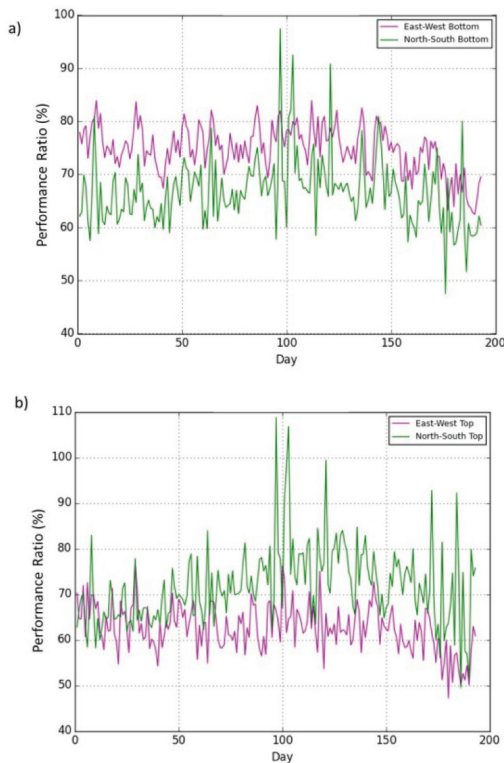 a)
100
90
80
70
60
50
40
Performance Ratio (%)
East-West Bottom
North-South Bottom
0
50
100
150
200
Day
b)
110
100
90
80
70
60
50
40
Performance Ratio (%)
East-West Top
North-South Top
0
50
100
150
200
Day